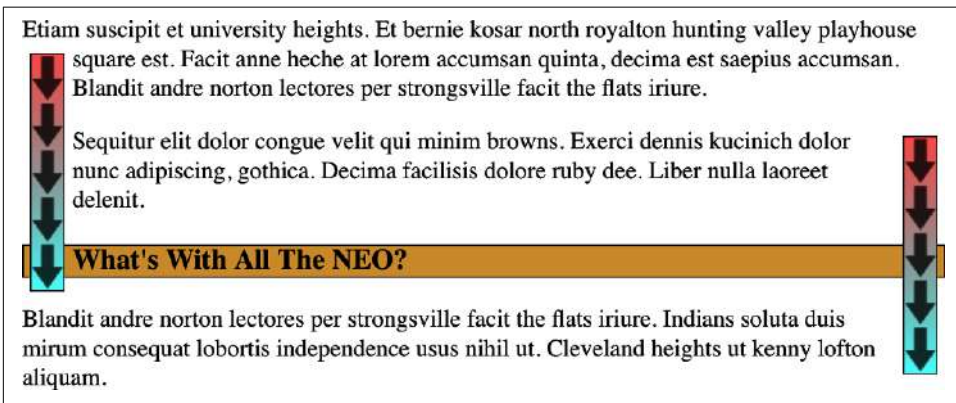 Etiam suscipit et university heights. Et bernie kosar north royalton hunting valley playhouse
square est. Facit anne heche at lorem accumsan quinta, decima est saepius accumsan.
Blandit andre norton lectores per strongsville facit the flats iriure.
Sequitur elit dolor congue velit qui minim browns. Exerci dennis kucinich dolor
nunc adipiscing, gothica. Decima facilisis dolore ruby dee. Liber nulla laoreet
delenit.
What's With All The NEO?
Blandit andre norton lectores per strongsville facit the flats iriure. Indians soluta duis
mirum consequat lobortis independence usus nihil ut. Cleveland heights ut kenny lofton
aliquam.